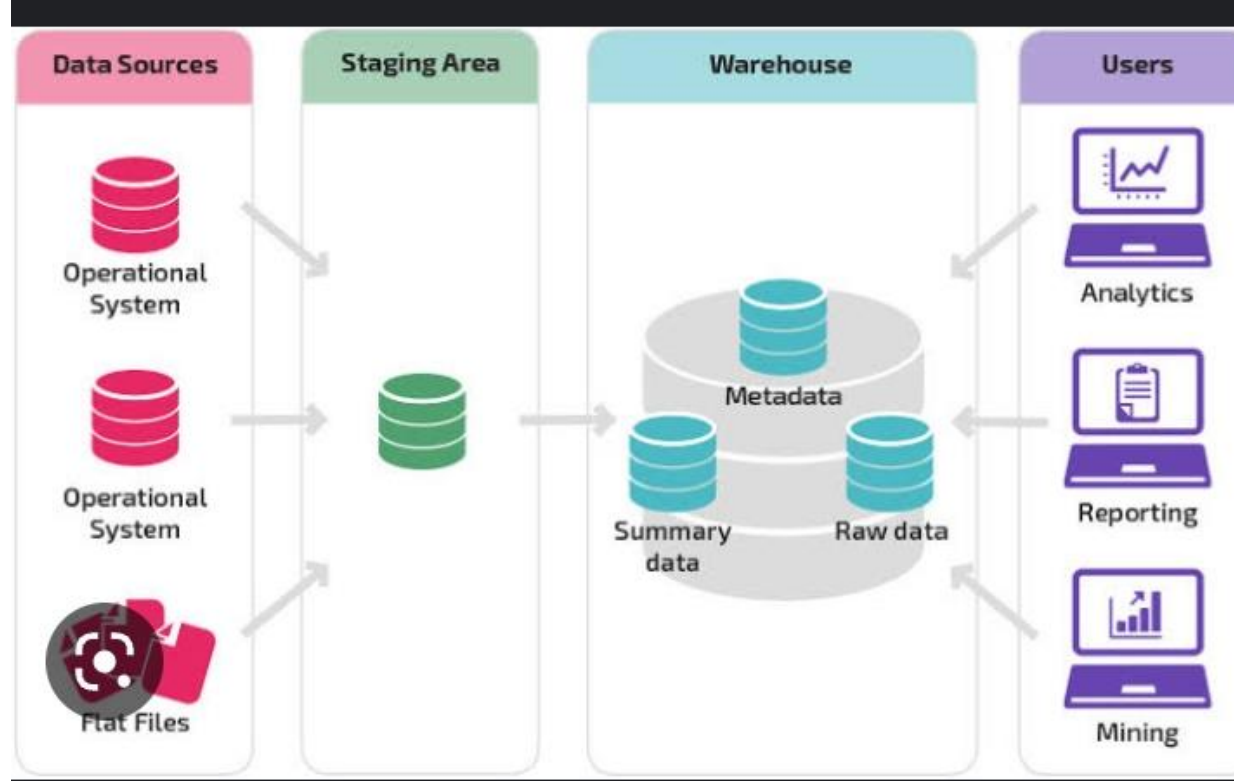 Data Sources
Staging Area
Warehouse
Users
Operational
System
Operational
System
Flat Files
Metadata
Summary
data
Raw data
Analytics
Reporting
Mining